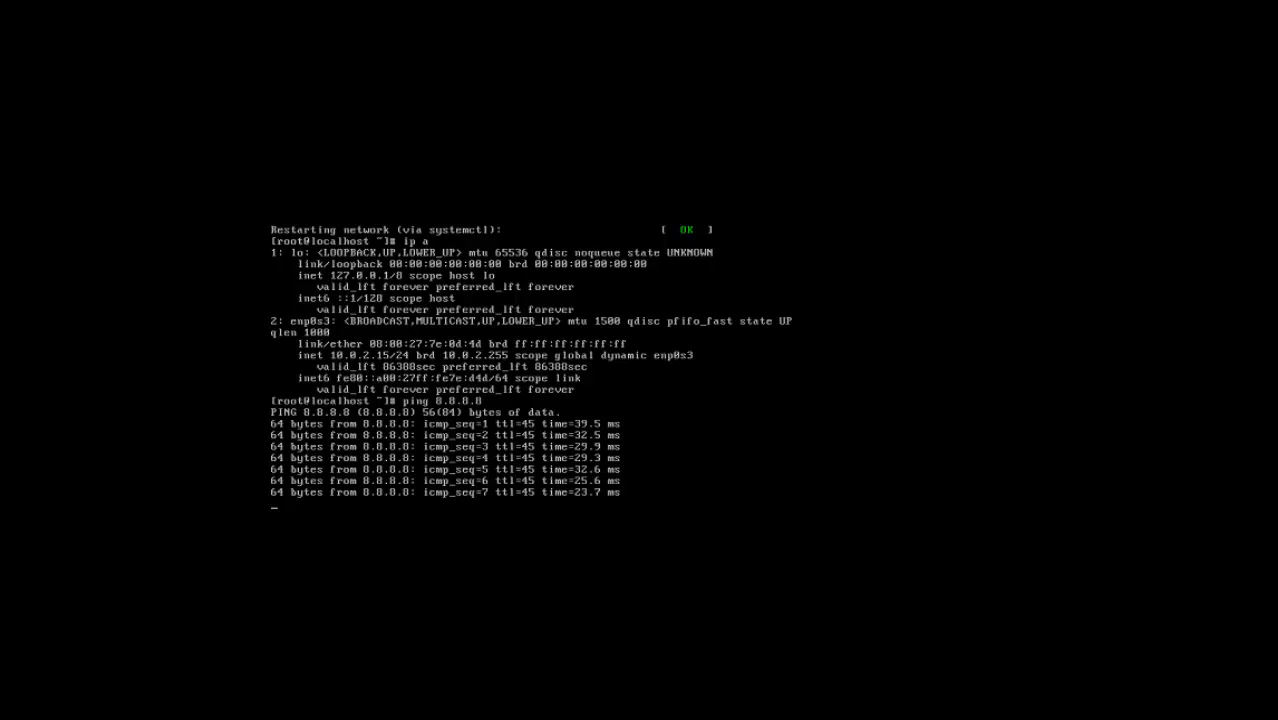 Restarting network (via systemctl): [ OK ]
[root@localhost ~]# ip a
1: lo: <LOOPBACK,UP,LOWER_UP> mtu 65536 qdisc noqueue state UNKNOWN
link/loopback 00:00:00:00:00:00 brd 00:00:00:00:00:00
inet 127.0.0.1/8 scope host lo
valid_lft forever preferred_lft forever
inet6 ::1/128 scope host
valid_lft forever preferred_lft forever
2: enp0s3: <BROADCAST,MULTICAST,UP,LOWER_UP> mtu 1500 qdisc pfifo_fast state UP
qlen 1000
link/ether 08:00:27:7e:0d:4d brd ff:ff:ff:ff:ff:ff
inet 10.0.2.15/24 brd 10.0.2.255 scope global dynamic enp0s3
valid_lft 86388sec preferred_lft 86388sec
inet6 fe80::a00:27ff:fe7e:d4d/64 scope link
valid_lft forever preferred_lft forever
[root@localhost ~]# ping 8.8.8.8
PING 8.8.8.8 (8.8.8.8) 56(84) bytes of data.
64 bytes from 8.8.8.8: icmp_seq=1 ttl=45 time=39.5 ms
64 bytes from 8.8.8.8: icmp_seq=2 ttl=45 time=32.5 ms
64 bytes from 8.8.8.8: icmp_seq=3 ttl=45 time=29.9 ms
64 bytes from 8.8.8.8: icmp_seq=4 ttl=45 time=29.3 ms
64 bytes from 8.8.8.8: icmp_seq=5 ttl=45 time=32.6 ms
64 bytes from 8.8.8.8: icmp_seq=6 ttl=45 time=25.6 ms
64 bytes from 8.8.8.8: icmp_seq=7 ttl=45 time=23.7 ms